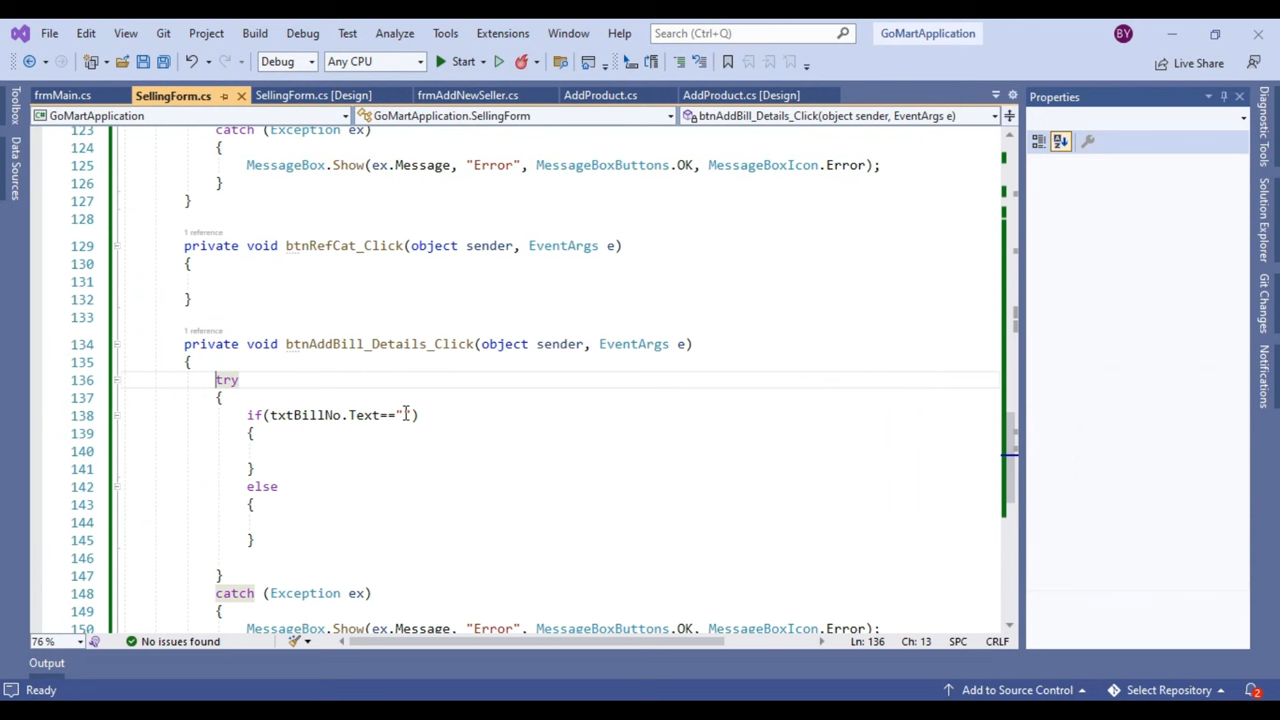 File Edit View Git Project Build Debug Test Analyze Tools Extensions Window Help Search (Ctrl+Q) GoMartApplication BY
Debug Any CPU Start Live Share
frmMain.cs SellingForm.cs SellingForm.cs [Design] frmAddNewSeller.cs AddProduct.cs AddProduct.cs [Design]
GoMartApplication GoMartApplication.SellingForm btnAddBill_Details_Click(object sender, EventArgs e)
Properties
Toolbox
Data Sources
123 catch (Exception ex)
124 {
125 MessageBox.Show(ex.Message, "Error", MessageBoxButtons.OK, MessageBoxIcon.Error);
126 }
127 }
128
1 reference
129 private void btnRefCat_Click(object sender, EventArgs e)
130 {
131
132 }
133
1 reference
134 private void btnAddBill_Details_Click(object sender, EventArgs e)
135 {
136 try
137 {
138 if(txtBillNo.Text=="")
139 {
140
141 }
142 else
143 {
144
145 }
146
147 }
148 catch (Exception ex)
149 {
150 MessageBox.Show(ex.Message, "Error", MessageBoxButtons.OK, MessageBoxIcon.Error);
76 % No issues found Ln: 136 Ch: 13 SPC CRLF
Output
Ready Add to Source Control Select Repository 2
Diagnostic Tools
Solution Explorer
Git Changes
Notifications